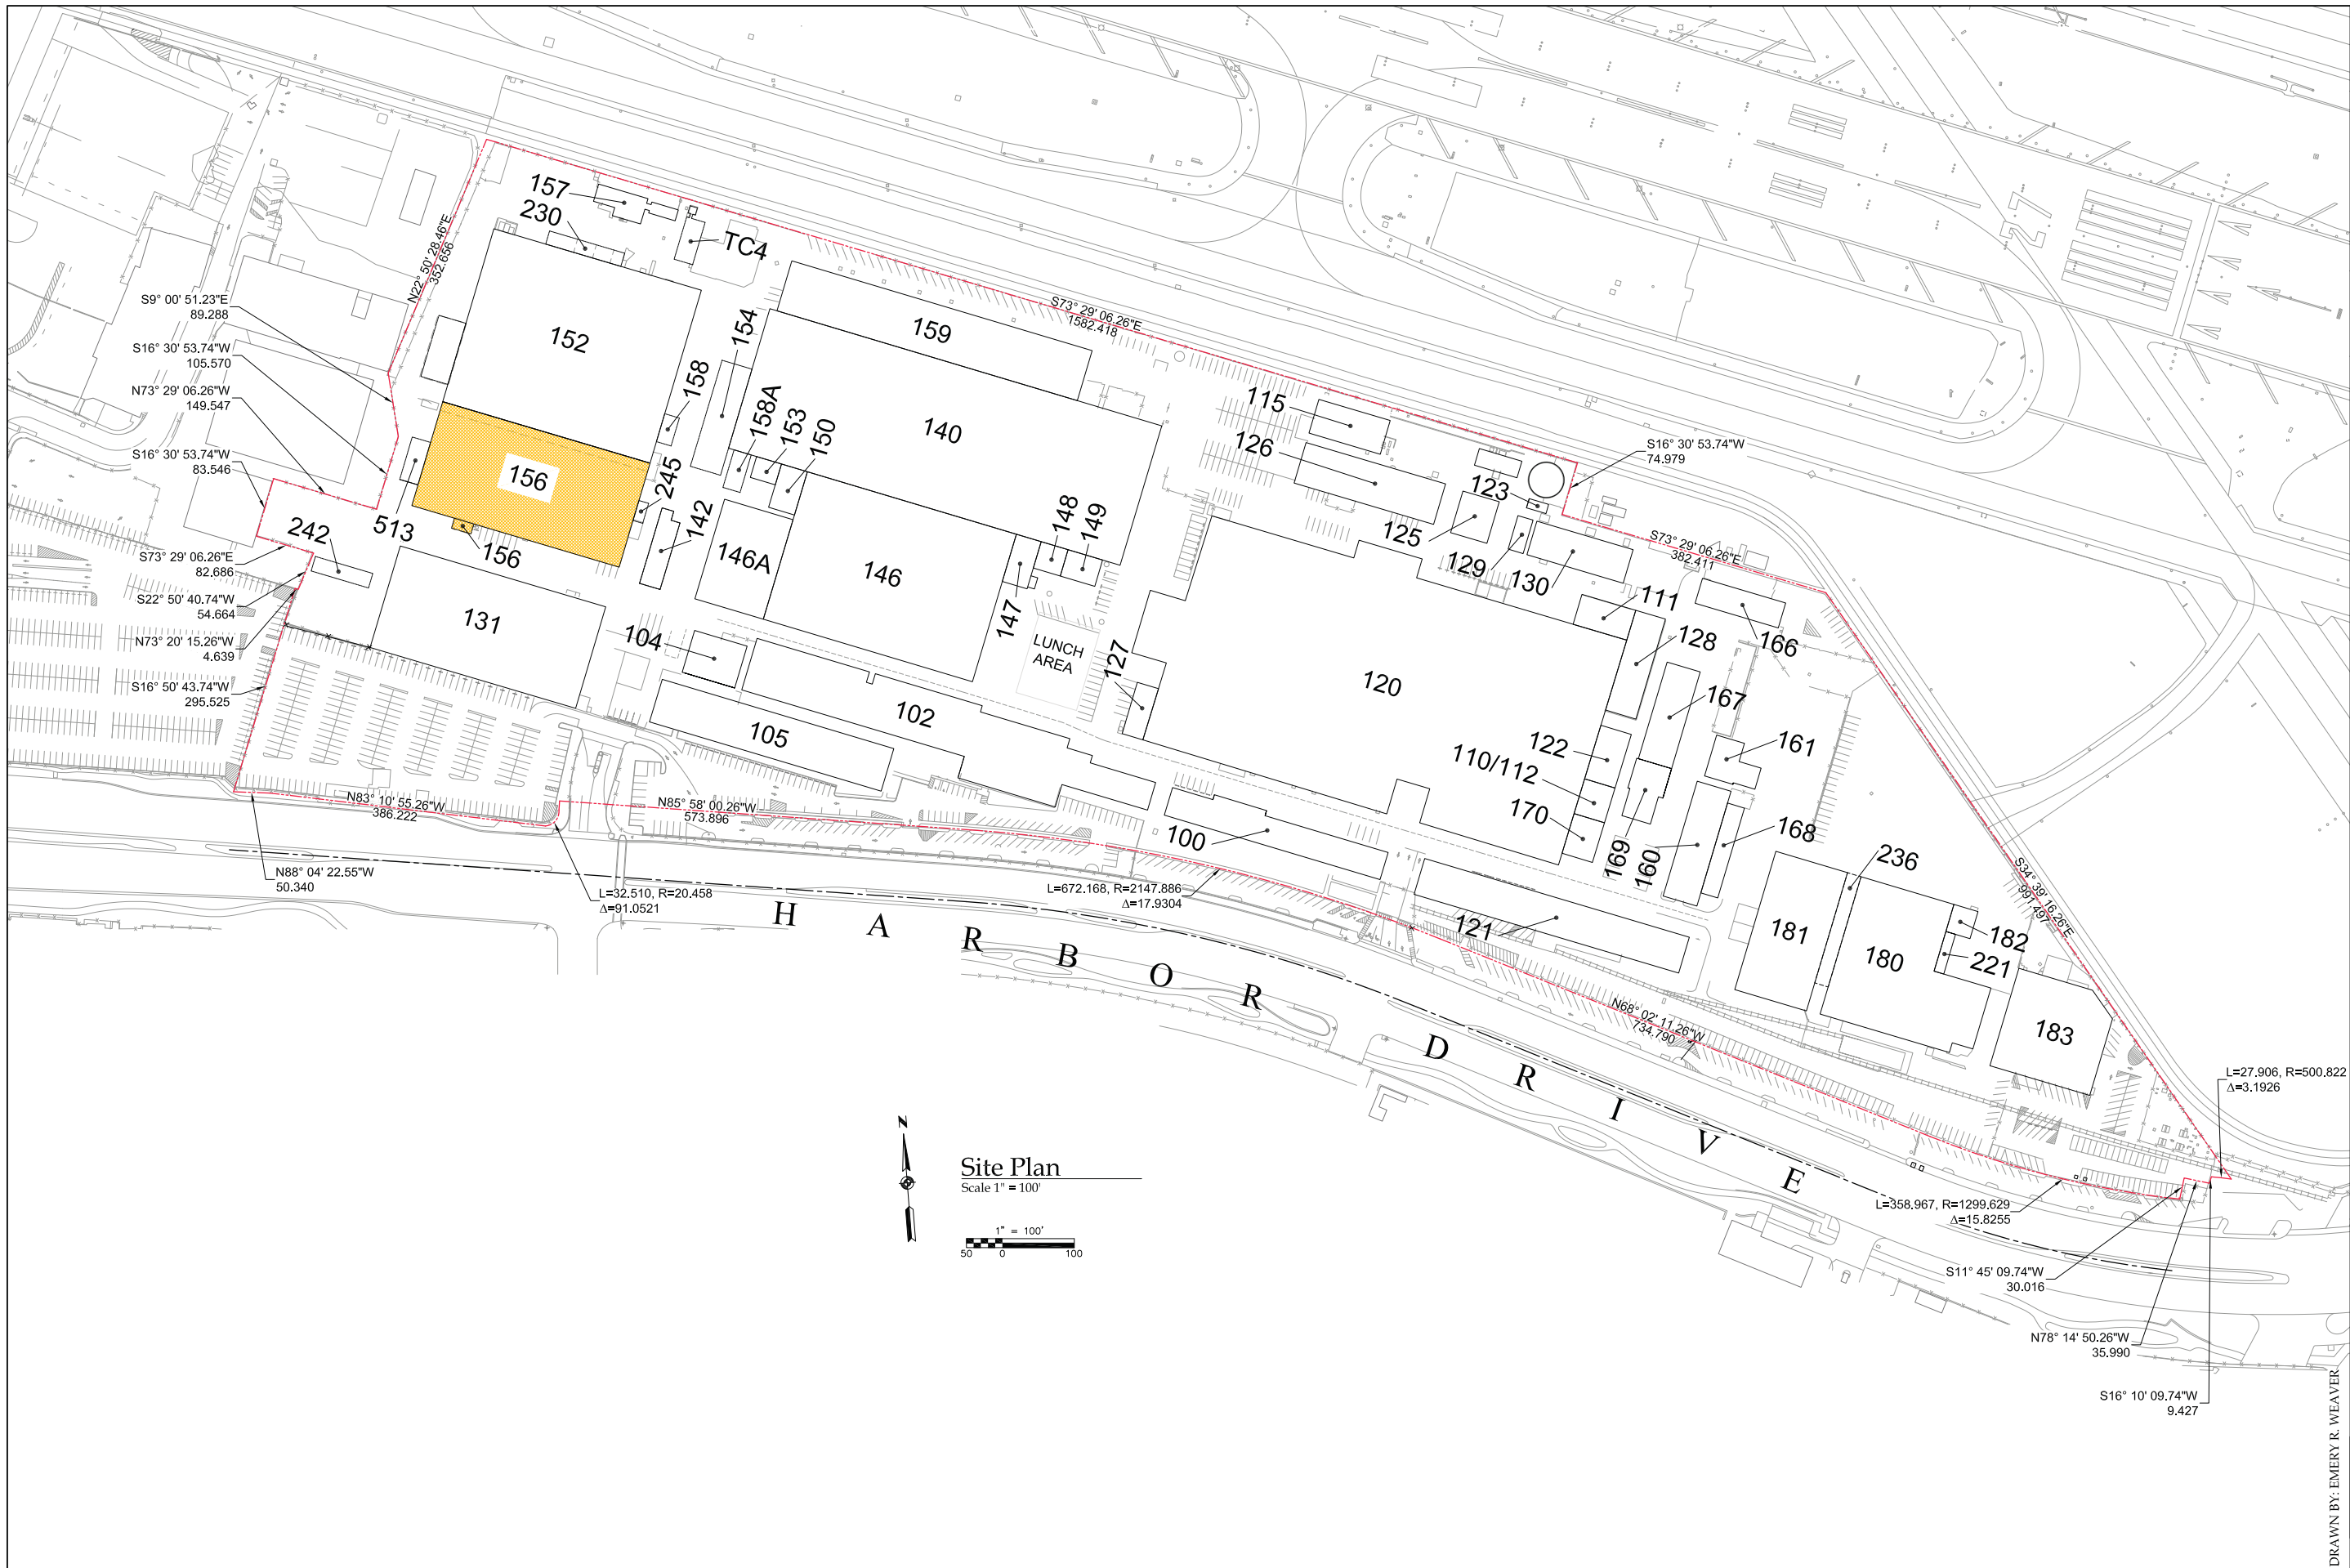 157
230
TC4
N22° 50' 28.46"E
352.656
S9° 00' 51.23"E
89.288
S16° 30' 53.74"W
105.570
N73° 29' 06.26"W
149.547
S16° 30' 53.74"W
83.546
S73° 29' 06.26"E
82.686
S22° 50' 40.74"W
54.664
N73° 20' 15.26"W
4.639
S16° 50' 43.74"W
295.525
152
154
158
159
S73° 29' 06.26"E
1582.418
158A
153
150
140
156
245
142
513
242
156
131
146A
146
148
149
147
LUNCH
AREA
104
105
102
127
115
126
123
125
129
130
S16° 30' 53.74"W
74.979
S73° 29' 06.26"E
382.411
111
128
166
167
120
161
122
110/112
170
169
160
168
100
121
236
181
180
182
221
183
S34° 39' 16.26"E
991.497
N83° 10' 55.26"W
386.222
N85° 58' 00.26"W
573.896
N88° 04' 22.55"W
50.340
L=32.510, R=20.458
Δ=91.0521
L=672.168, R=2147.886
Δ=17.9304
N68° 02' 11.26"W
734.790
L=27.906, R=500.822
Δ=3.1926
L=358.967, R=1299.629
Δ=15.8255
S11° 45' 09.74"W
30.016
N78° 14' 50.26"W
35.990
S16° 10' 09.74"W
9.427
HARBOR DRIVE
N
Site Plan
Scale 1" = 100'
1" = 100'
50 0 100
DRAWN BY: EMERY R. WEAVER